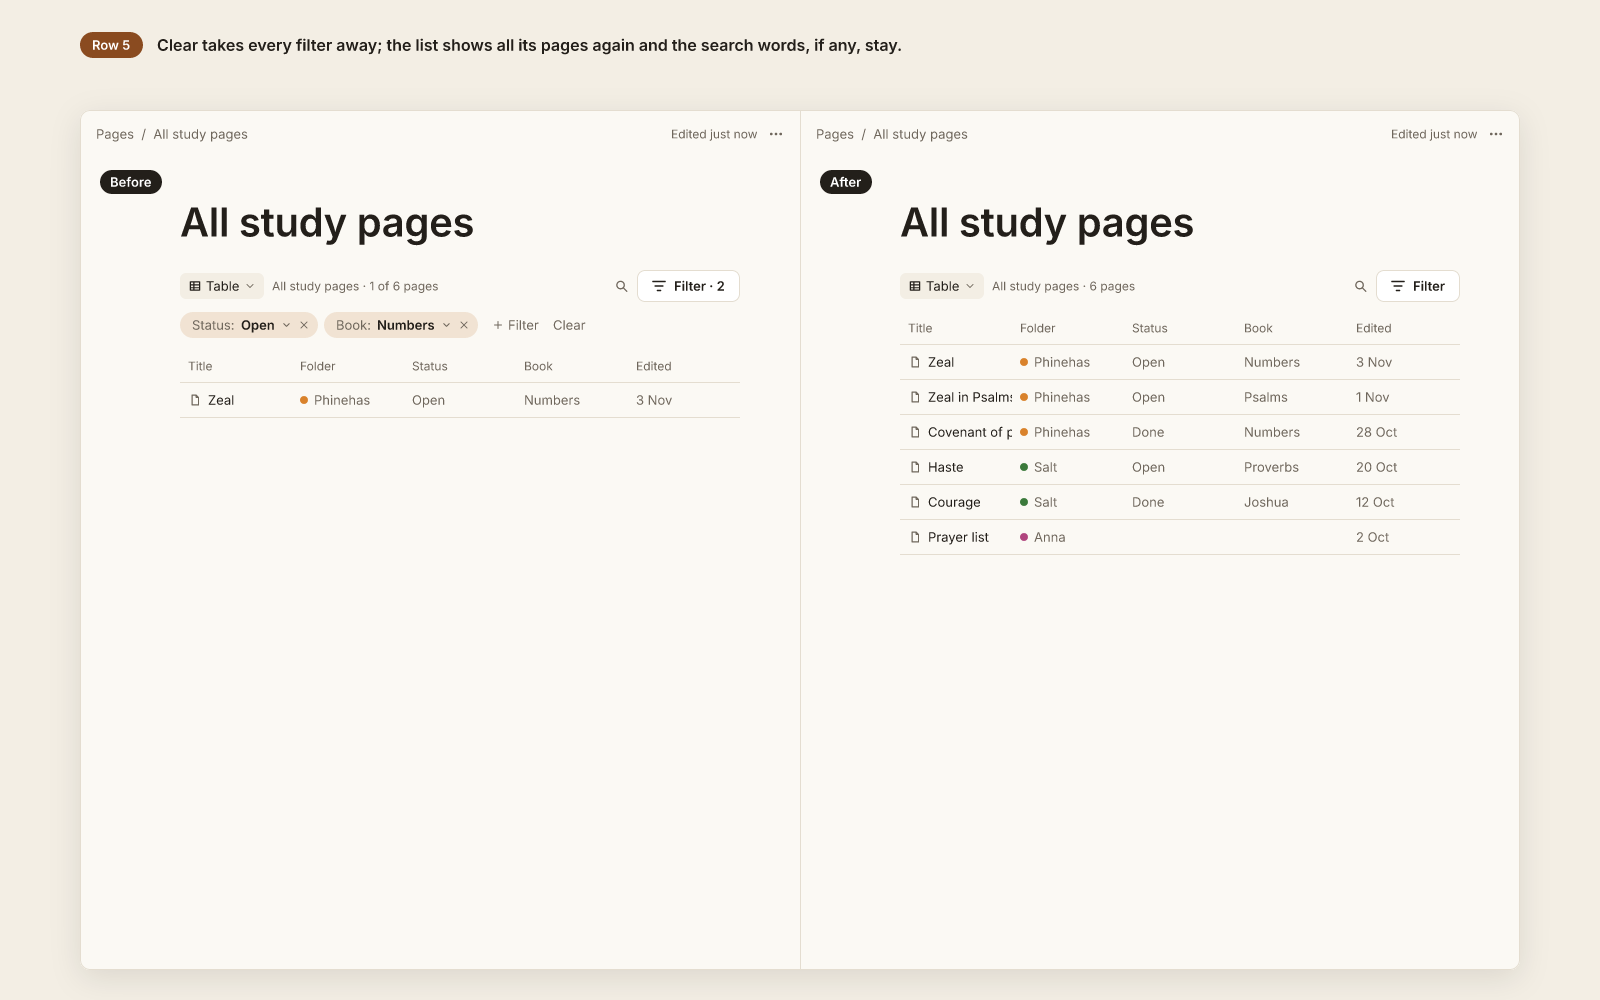 Row 5 Clear takes every filter away; the list shows all its pages again and the search words, if any, stay.
Pages / All study pages Edited just now ···
Before
All study pages
Table All study pages · 1 of 6 pages Filter · 2
Status: Open × Book: Numbers × + Filter Clear
Title Folder Status Book Edited
Zeal Phinehas Open Numbers 3 Nov
Pages / All study pages Edited just now ···
After
All study pages
Table All study pages · 6 pages Filter
Title Folder Status Book Edited
Zeal Phinehas Open Numbers 3 Nov
Zeal in Psalms Phinehas Open Psalms 1 Nov
Covenant of p Phinehas Done Numbers 28 Oct
Haste Salt Open Proverbs 20 Oct
Courage Salt Done Joshua 12 Oct
Prayer list Anna 2 Oct